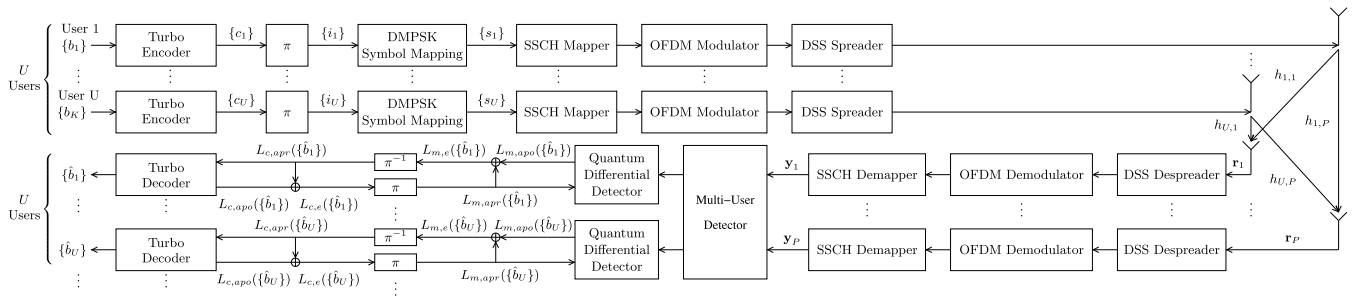 U
Users
User 1
{b_1}
Turbo
Encoder
{c_1}
π
{i_1}
DMPSK
Symbol Mapping
{s_1}
SSCH Mapper
OFDM Modulator
DSS Spreader
User U
{b_K}
Turbo
Encoder
{c_U}
π
{i_U}
DMPSK
Symbol Mapping
{s_U}
SSCH Mapper
OFDM Modulator
DSS Spreader
h_{1,1}
h_{1,P}
h_{U,1}
h_{U,P}
U
Users
{b̂_1}
Turbo
Decoder
L_{c,apr}({b̂_1})
L_{c,apo}({b̂_1})
L_{c,e}({b̂_1})
π^{-1}
π
L_{m,e}({b̂_1})
L_{m,apo}({b̂_1})
L_{m,apr}({b̂_1})
Quantum
Differential
Detector
Multi−User
Detector
y_1
SSCH Demapper
OFDM Demodulator
DSS Despreader
r_1
{b̂_U}
Turbo
Decoder
L_{c,apr}({b̂_U})
L_{c,apo}({b̂_U})
L_{c,e}({b̂_U})
π^{-1}
π
L_{m,e}({b̂_U})
L_{m,apo}({b̂_U})
L_{m,apr}({b̂_U})
Quantum
Differential
Detector
y_P
SSCH Demapper
OFDM Demodulator
DSS Despreader
r_P